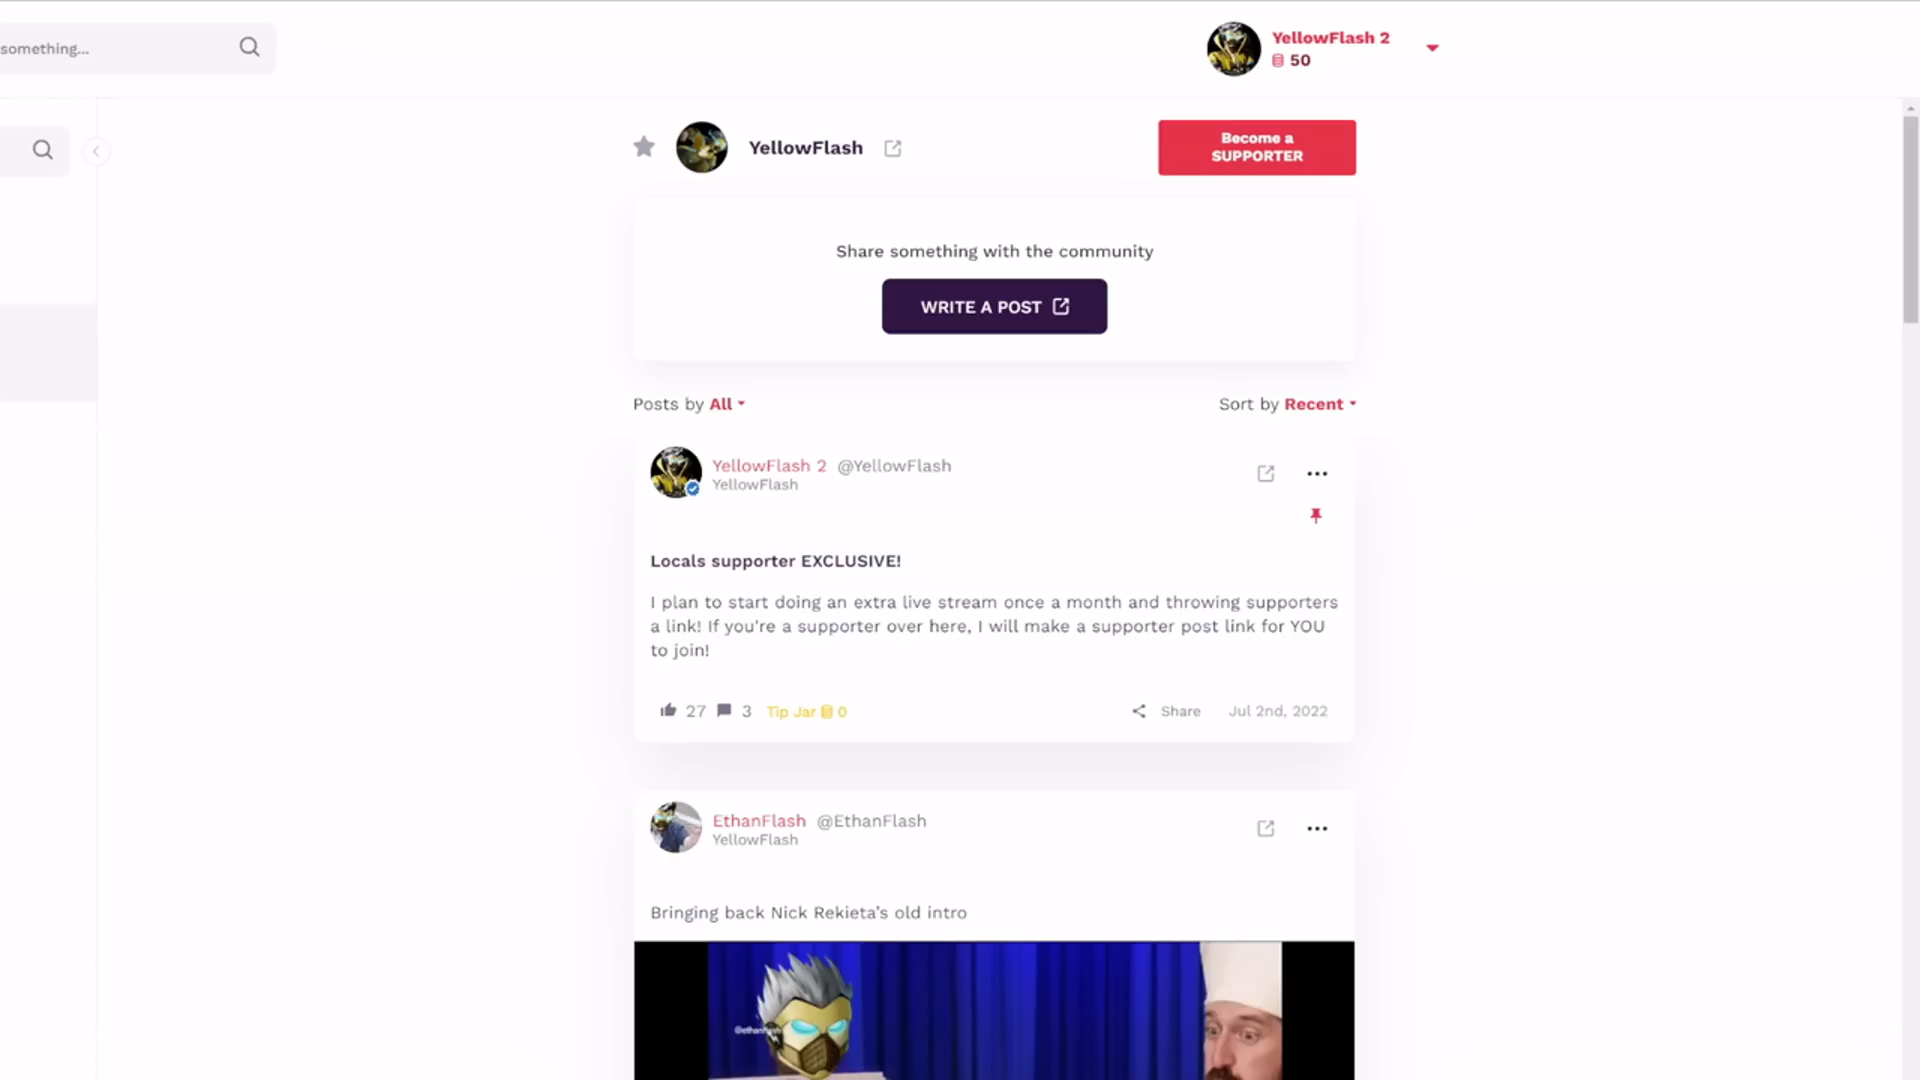 something...
YellowFlash 2
50
YellowFlash
Become a
SUPPORTER
Share something with the community
WRITE A POST
Posts by All
Sort by Recent
YellowFlash 2 @YellowFlash
YellowFlash
Locals supporter EXCLUSIVE!
I plan to start doing an extra live stream once a month and throwing supporters
a link! If you're a supporter over here, I will make a supporter post link for YOU
to join!
27 3 Tip Jar 0
Share Jul 2nd, 2022
EthanFlash @EthanFlash
YellowFlash
Bringing back Nick Rekieta's old intro